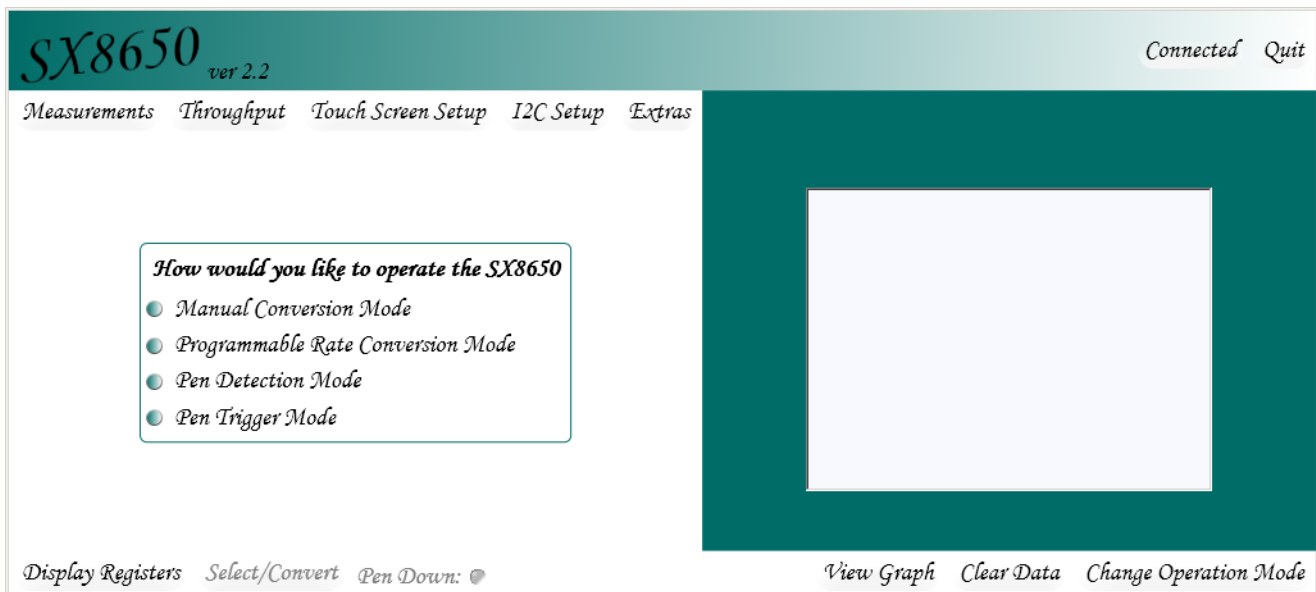 SX8650 ver 2.2
Connected Quit
Measurements Throughput Touch Screen Setup I2C Setup Extras
How would you like to operate the SX8650
Manual Conversion Mode
Programmable Rate Conversion Mode
Pen Detection Mode
Pen Trigger Mode
Display Registers Select/Convert Pen Down:
View Graph Clear Data Change Operation Mode